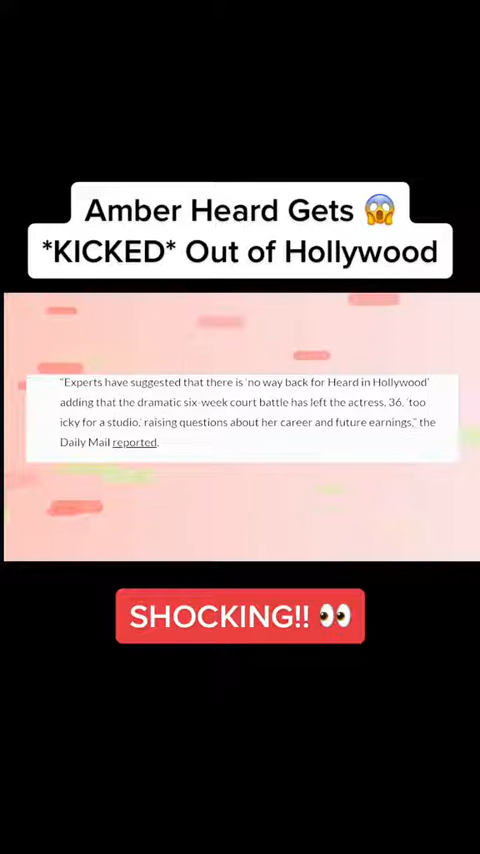 Amber Heard Gets 😱
*KICKED* Out of Hollywood
"Experts have suggested that there is 'no way back for Heard in Hollywood'
adding that the dramatic six-week court battle has left the actress, 36, 'too
icky for a studio,' raising questions about her career and future earnings," the
Daily Mail reported.
SHOCKING!! 👀